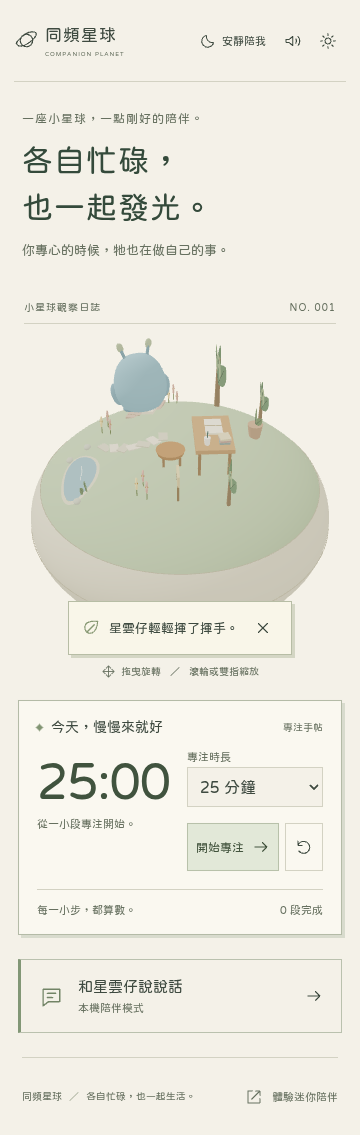 同頻星球
COMPANION PLANET
安靜陪我
一座小星球，一點剛好的陪伴。
各自忙碌，
也一起發光。
你專心的時候，牠也在做自己的事。
小星球觀察日誌
NO. 001
星雲仔輕輕揮了揮手。
拖曳旋轉 ／ 滾輪或雙指縮放
今天，慢慢來就好
專注手帖
25:00
從一小段專注開始。
專注時長
25 分鐘
開始專注
每一小步，都算數。
0 段完成
和星雲仔說說話
本機陪伴模式
同頻星球 ／ 各自忙碌，也一起生活。
體驗迷你陪伴